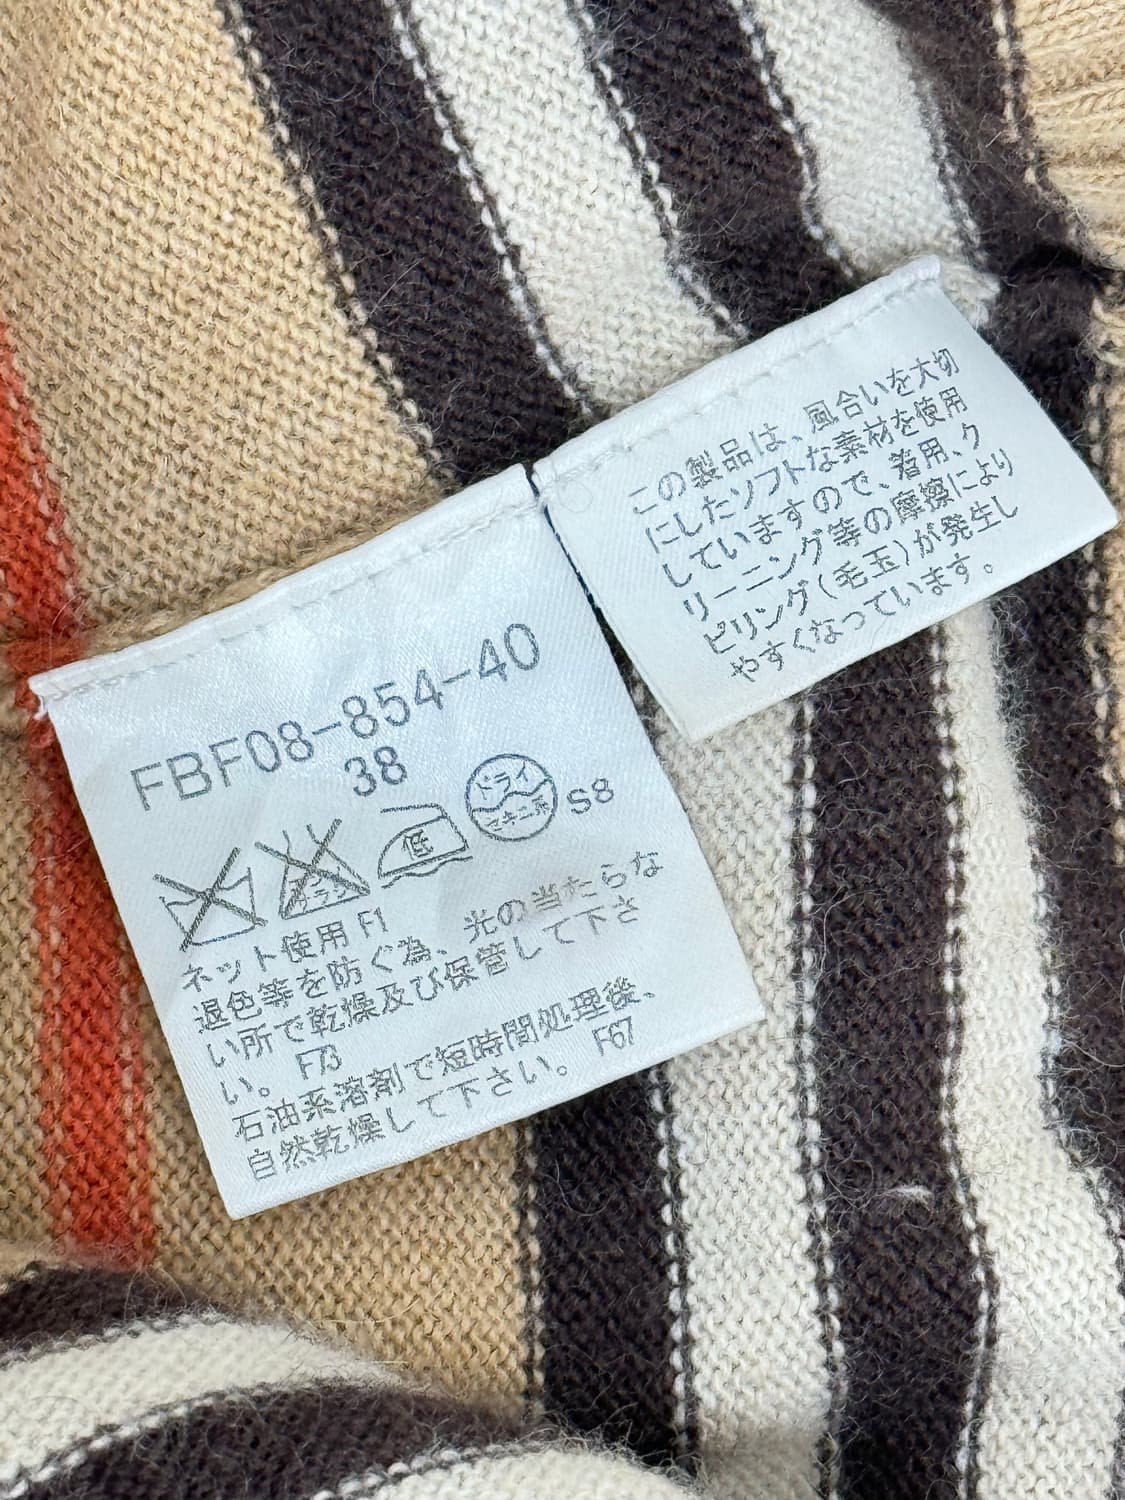 FBF08-854-40
38
低
ドライ
セキユ系
S8
ネット使用 F1
退色等を防ぐ為、光の当たらな
い所で乾燥及び保管して下さ
い。 F73
石油系溶剤で短時間処理後、
自然乾燥して下さい。 F67
この製品は、風合いを大切
にしたソフトな素材を使用
していますので、着用、ク
リーニング等の摩擦により
ピリング(毛玉)が発生し
やすくなっています。